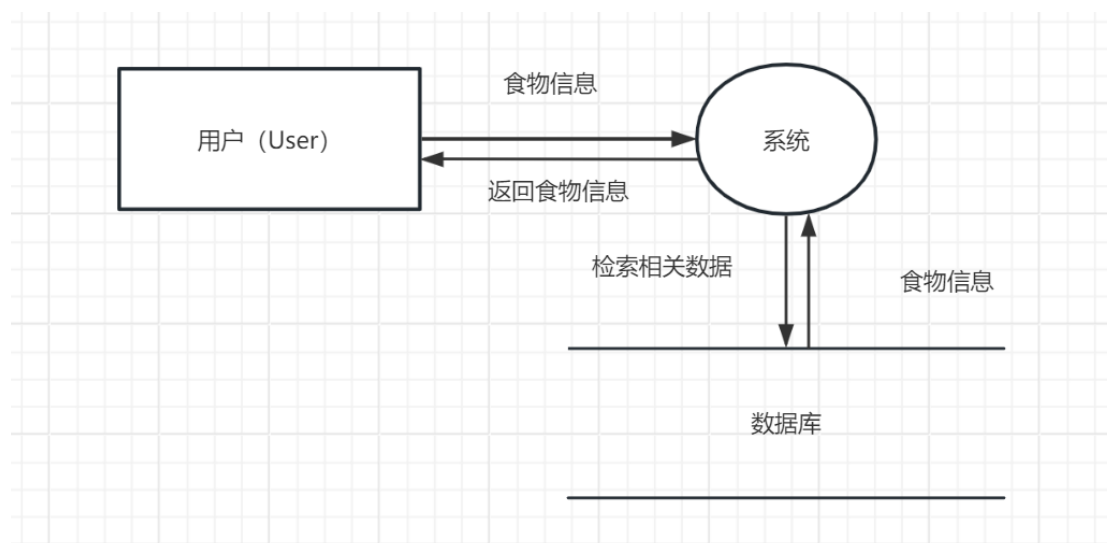 食物信息
用户（User）
系统
返回食物信息
检索相关数据
食物信息
数据库